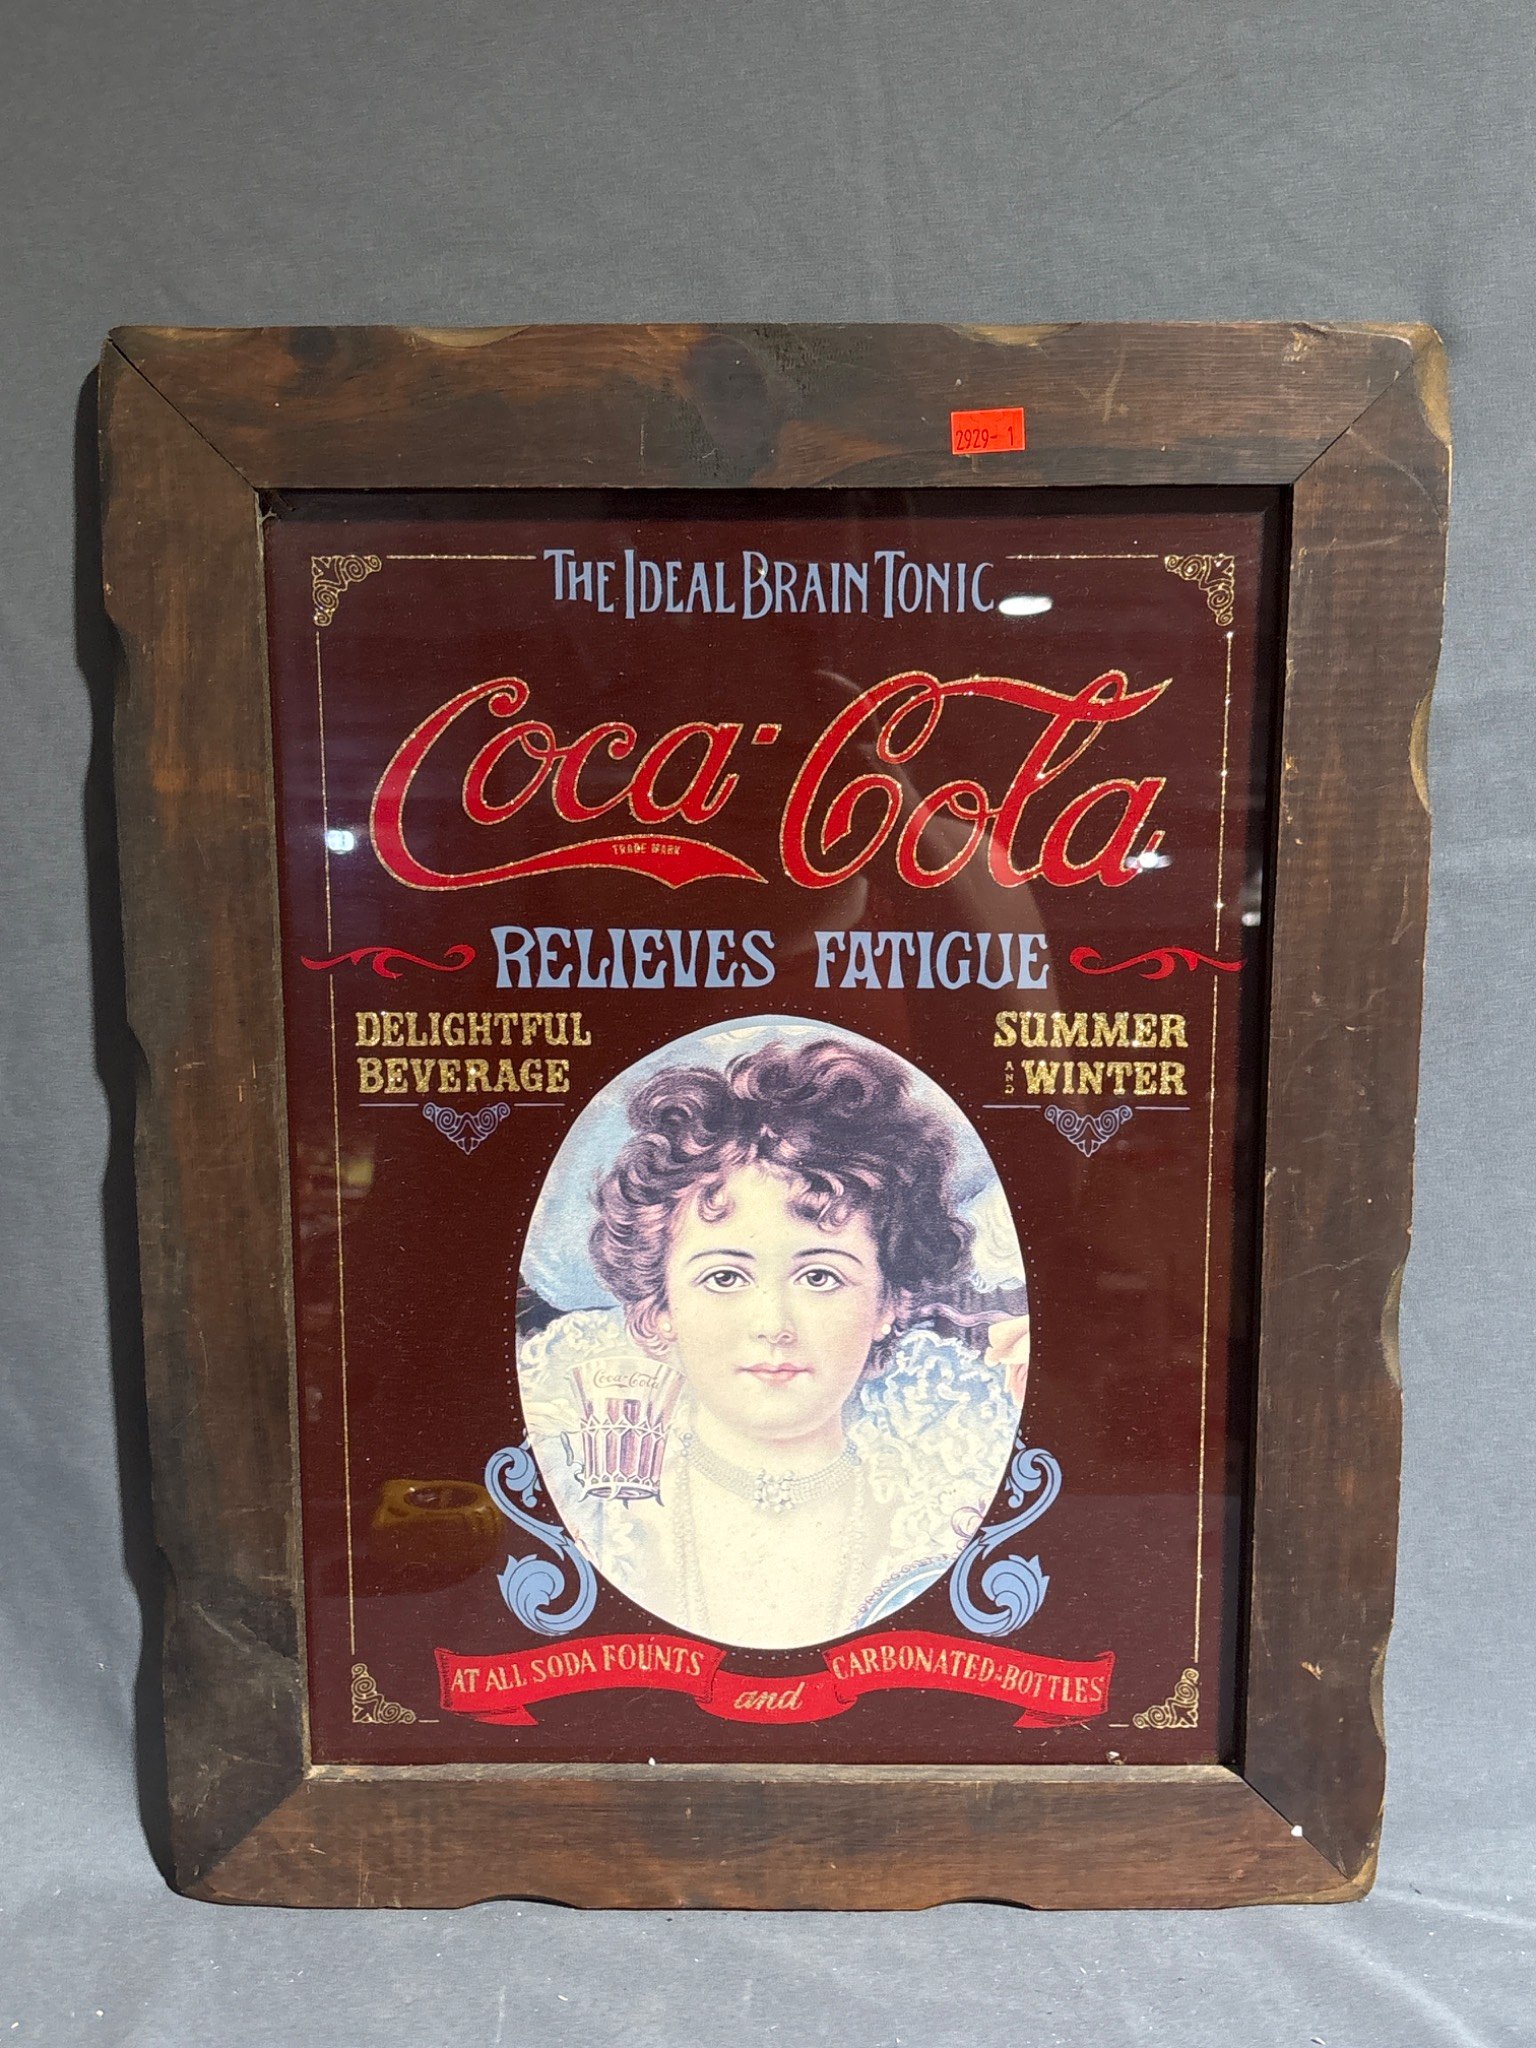 2929- 1
THE IDEAL BRAIN TONIC
Coca-Cola
TRADE MARK
RELIEVES FATIGUE
DELIGHTFUL
BEVERAGE
SUMMER
AND WINTER
Coca-Cola
AT ALL SODA FOUNTS and CARBONATED-BOTTLES